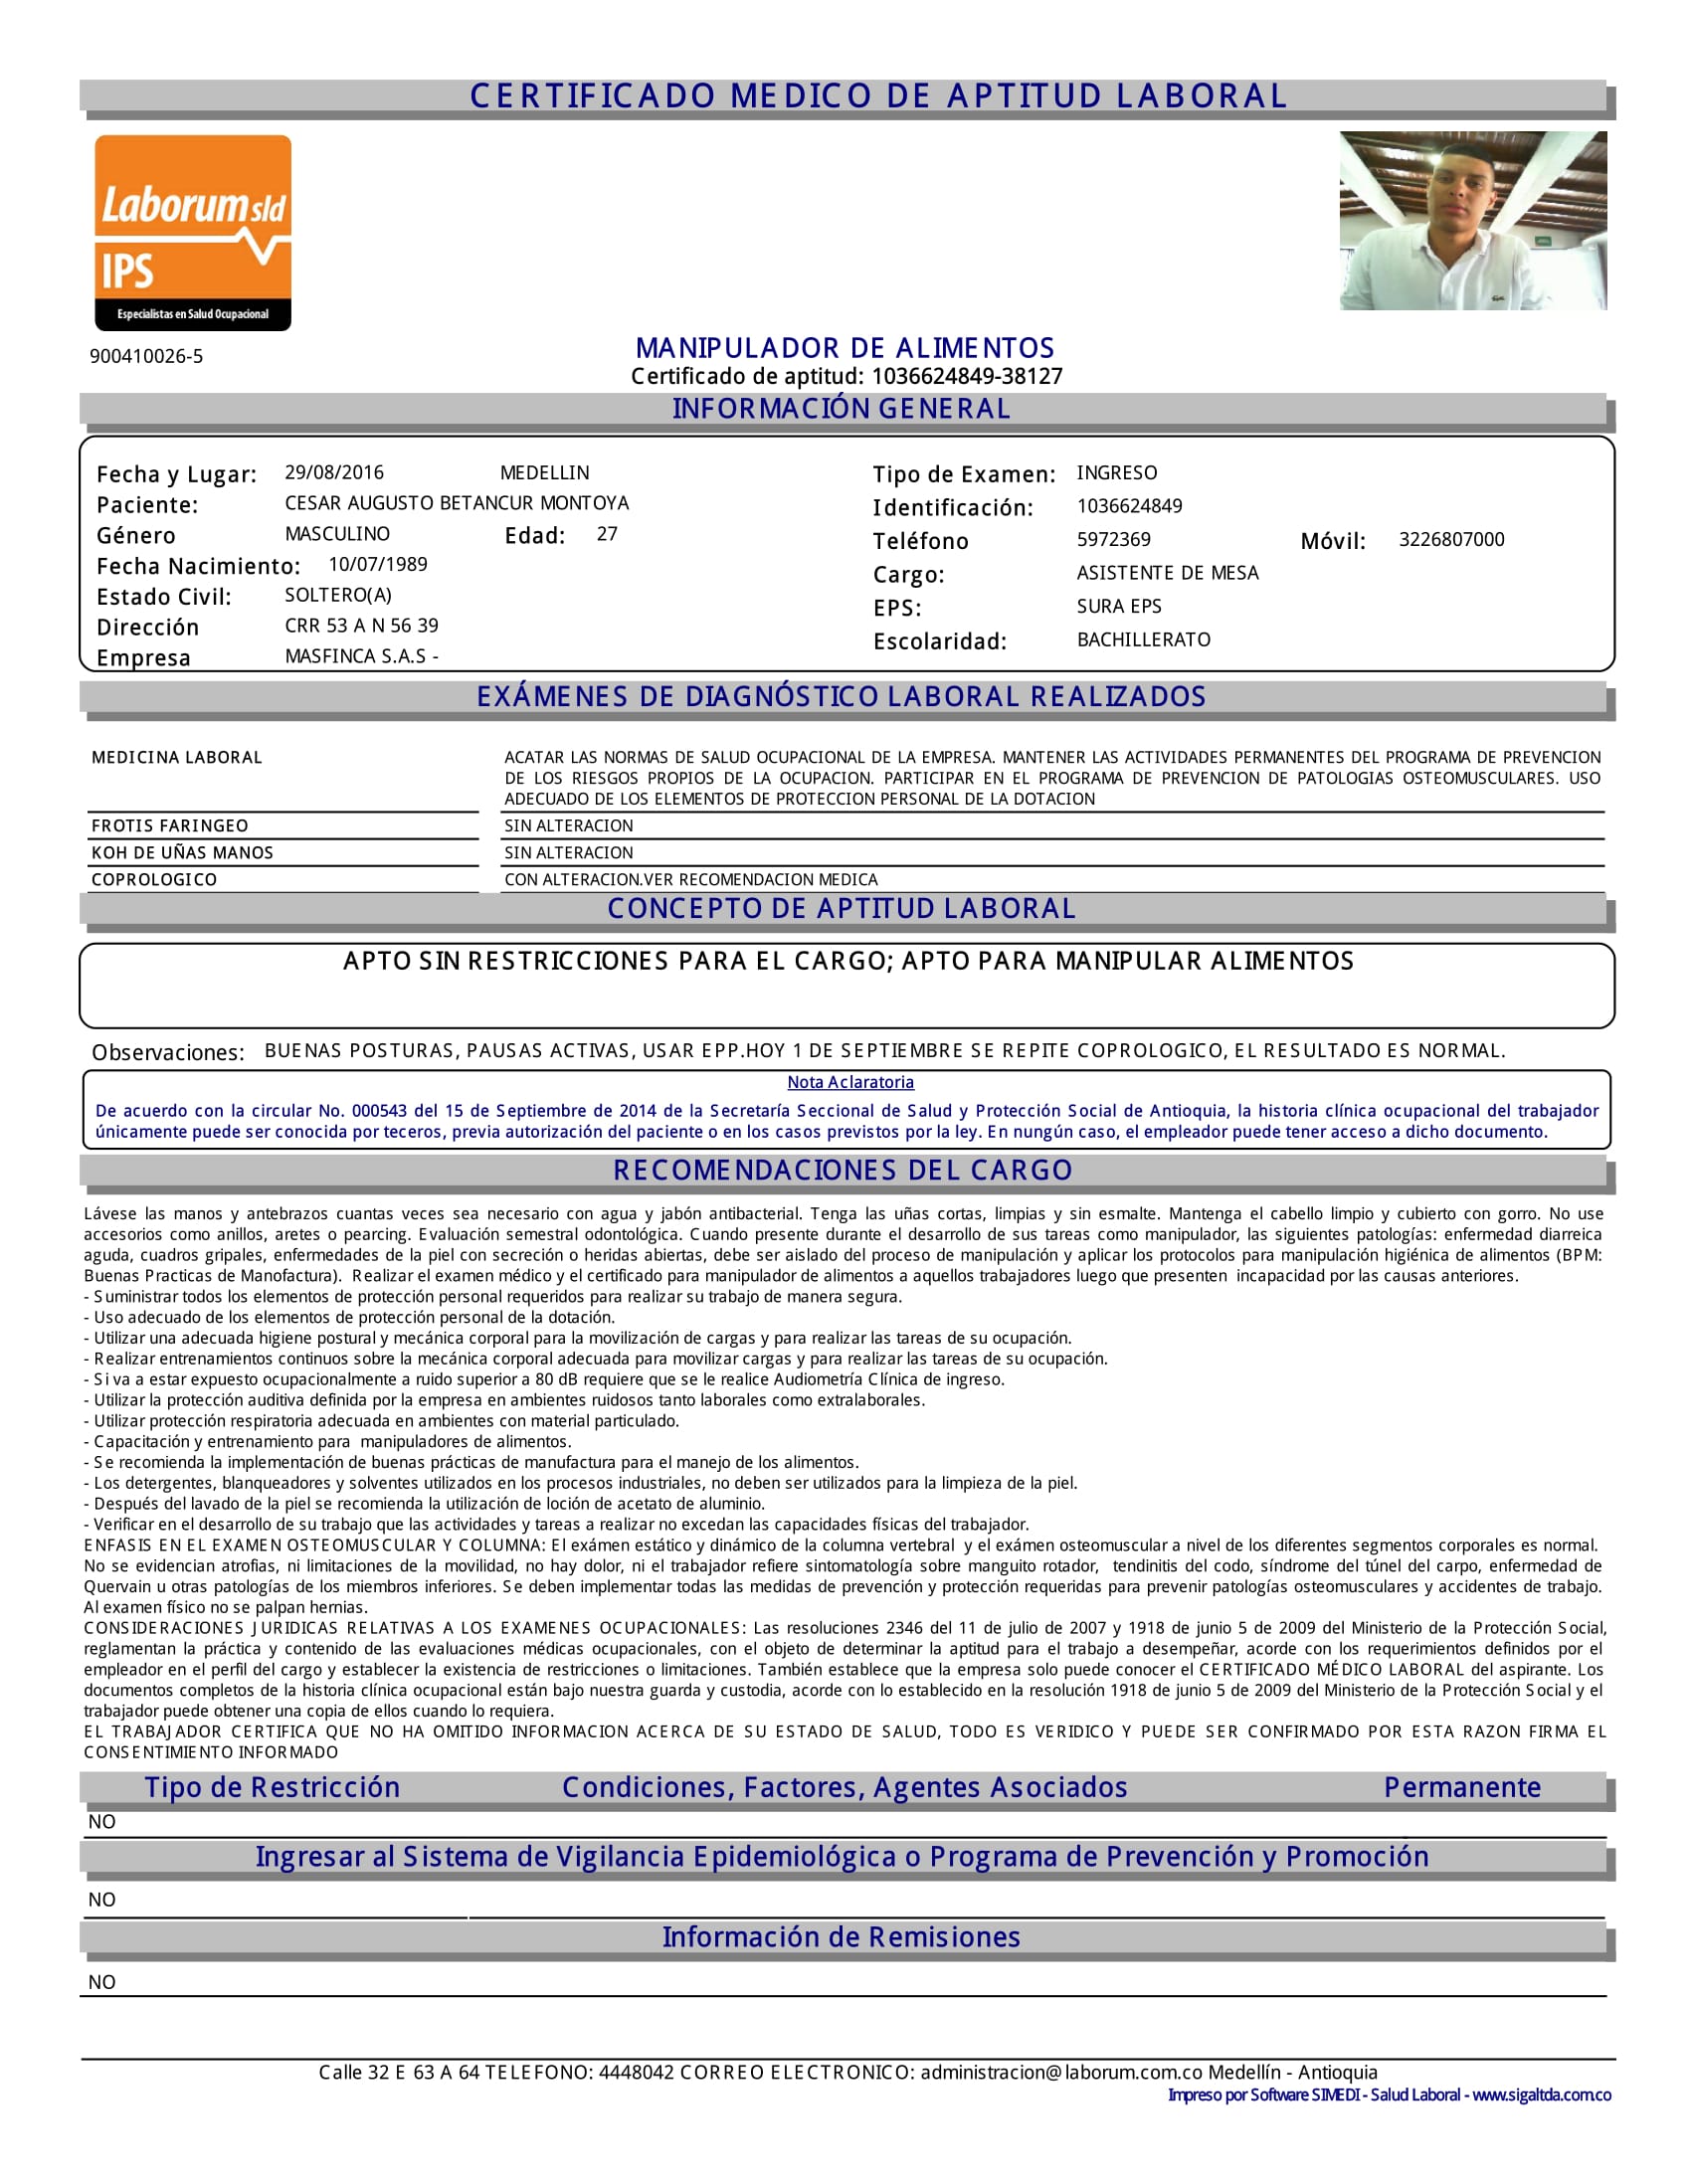 CERTIFICADO MEDICO DE APTITUD LABORAL
Laborum sld
IPS
Especialistas en Salud Ocupacional
900410026-5
MANIPULADOR DE ALIMENTOS
Certificado de aptitud: 1036624849-38127
INFORMACIÓN GENERAL
Fecha y Lugar: 29/08/2016 MEDELLIN
Paciente: CESAR AUGUSTO BETANCUR MONTOYA
Género MASCULINO Edad: 27
Fecha Nacimiento: 10/07/1989
Estado Civil: SOLTERO(A)
Dirección CRR 53 A N 56 39
Empresa MASFINCA S.A.S -
Tipo de Examen: INGRESO
Identificación: 1036624849
Teléfono 5972369 Móvil: 3226807000
Cargo: ASISTENTE DE MESA
EPS: SURA EPS
Escolaridad: BACHILLERATO
EXÁMENES DE DIAGNÓSTICO LABORAL REALIZADOS
MEDICINA LABORAL ACATAR LAS NORMAS DE SALUD OCUPACIONAL DE LA EMPRESA. MANTENER LAS ACTIVIDADES PERMANENTES DEL PROGRAMA DE PREVENCION
DE LOS RIESGOS PROPIOS DE LA OCUPACION. PARTICIPAR EN EL PROGRAMA DE PREVENCION DE PATOLOGIAS OSTEOMUSCULARES. USO
ADECUADO DE LOS ELEMENTOS DE PROTECCION PERSONAL DE LA DOTACION
FROTIS FARINGEO SIN ALTERACION
KOH DE UÑAS MANOS SIN ALTERACION
COPROLOGICO CON ALTERACION.VER RECOMENDACION MEDICA
CONCEPTO DE APTITUD LABORAL
APTO SIN RESTRICCIONES PARA EL CARGO; APTO PARA MANIPULAR ALIMENTOS
Observaciones: BUENAS POSTURAS, PAUSAS ACTIVAS, USAR EPP.HOY 1 DE SEPTIEMBRE SE REPITE COPROLOGICO, EL RESULTADO ES NORMAL.
Nota Aclaratoria
De acuerdo con la circular No. 000543 del 15 de Septiembre de 2014 de la Secretaría Seccional de Salud y Protección Social de Antioquia, la historia clínica ocupacional del trabajador
únicamente puede ser conocida por teceros, previa autorización del paciente o en los casos previstos por la ley. En nungún caso, el empleador puede tener acceso a dicho documento.
RECOMENDACIONES DEL CARGO
Lávese las manos y antebrazos cuantas veces sea necesario con agua y jabón antibacterial. Tenga las uñas cortas, limpias y sin esmalte. Mantenga el cabello limpio y cubierto con gorro. No use
accesorios como anillos, aretes o pearcing. Evaluación semestral odontológica. Cuando presente durante el desarrollo de sus tareas como manipulador, las siguientes patologías: enfermedad diarreica
aguda, cuadros gripales, enfermedades de la piel con secreción o heridas abiertas, debe ser aislado del proceso de manipulación y aplicar los protocolos para manipulación higiénica de alimentos (BPM:
Buenas Practicas de Manofactura). Realizar el examen médico y el certificado para manipulador de alimentos a aquellos trabajadores luego que presenten incapacidad por las causas anteriores.
- Suministrar todos los elementos de protección personal requeridos para realizar su trabajo de manera segura.
- Uso adecuado de los elementos de protección personal de la dotación.
- Utilizar una adecuada higiene postural y mecánica corporal para la movilización de cargas y para realizar las tareas de su ocupación.
- Realizar entrenamientos continuos sobre la mecánica corporal adecuada para movilizar cargas y para realizar las tareas de su ocupación.
- Si va a estar expuesto ocupacionalmente a ruido superior a 80 dB requiere que se le realice Audiometría Clínica de ingreso.
- Utilizar la protección auditiva definida por la empresa en ambientes ruidosos tanto laborales como extralaborales.
- Utilizar protección respiratoria adecuada en ambientes con material particulado.
- Capacitación y entrenamiento para manipuladores de alimentos.
- Se recomienda la implementación de buenas prácticas de manufactura para el manejo de los alimentos.
- Los detergentes, blanqueadores y solventes utilizados en los procesos industriales, no deben ser utilizados para la limpieza de la piel.
- Después del lavado de la piel se recomienda la utilización de loción de acetato de aluminio.
- Verificar en el desarrollo de su trabajo que las actividades y tareas a realizar no excedan las capacidades físicas del trabajador.
ENFASIS EN EL EXAMEN OSTEOMUSCULAR Y COLUMNA: El exámen estático y dinámico de la columna vertebral y el exámen osteomuscular a nivel de los diferentes segmentos corporales es normal.
No se evidencian atrofias, ni limitaciones de la movilidad, no hay dolor, ni el trabajador refiere sintomatología sobre manguito rotador, tendinitis del codo, síndrome del túnel del carpo, enfermedad de
Quervain u otras patologías de los miembros inferiores. Se deben implementar todas las medidas de prevención y protección requeridas para prevenir patologías osteomusculares y accidentes de trabajo.
Al examen físico no se palpan hernias.
CONSIDERACIONES JURIDICAS RELATIVAS A LOS EXAMENES OCUPACIONALES: Las resoluciones 2346 del 11 de julio de 2007 y 1918 de junio 5 de 2009 del Ministerio de la Protección Social,
reglamentan la práctica y contenido de las evaluaciones médicas ocupacionales, con el objeto de determinar la aptitud para el trabajo a desempeñar, acorde con los requerimientos definidos por el
empleador en el perfil del cargo y establecer la existencia de restricciones o limitaciones. También establece que la empresa solo puede conocer el CERTIFICADO MÉDICO LABORAL del aspirante. Los
documentos completos de la historia clínica ocupacional están bajo nuestra guarda y custodia, acorde con lo establecido en la resolución 1918 de junio 5 de 2009 del Ministerio de la Protección Social y el
trabajador puede obtener una copia de ellos cuando lo requiera.
EL TRABAJADOR CERTIFICA QUE NO HA OMITIDO INFORMACION ACERCA DE SU ESTADO DE SALUD, TODO ES VERIDICO Y PUEDE SER CONFIRMADO POR ESTA RAZON FIRMA EL
CONSENTIMIENTO INFORMADO
Tipo de Restricción Condiciones, Factores, Agentes Asociados Permanente
NO
Ingresar al Sistema de Vigilancia Epidemiológica o Programa de Prevención y Promoción
NO
Información de Remisiones
NO
Calle 32 E 63 A 64 TELEFONO: 4448042 CORREO ELECTRONICO: administracion@laborum.com.co Medellín - Antioquia
Impreso por Software SIMEDI - Salud Laboral - www.sigaltda.com.co